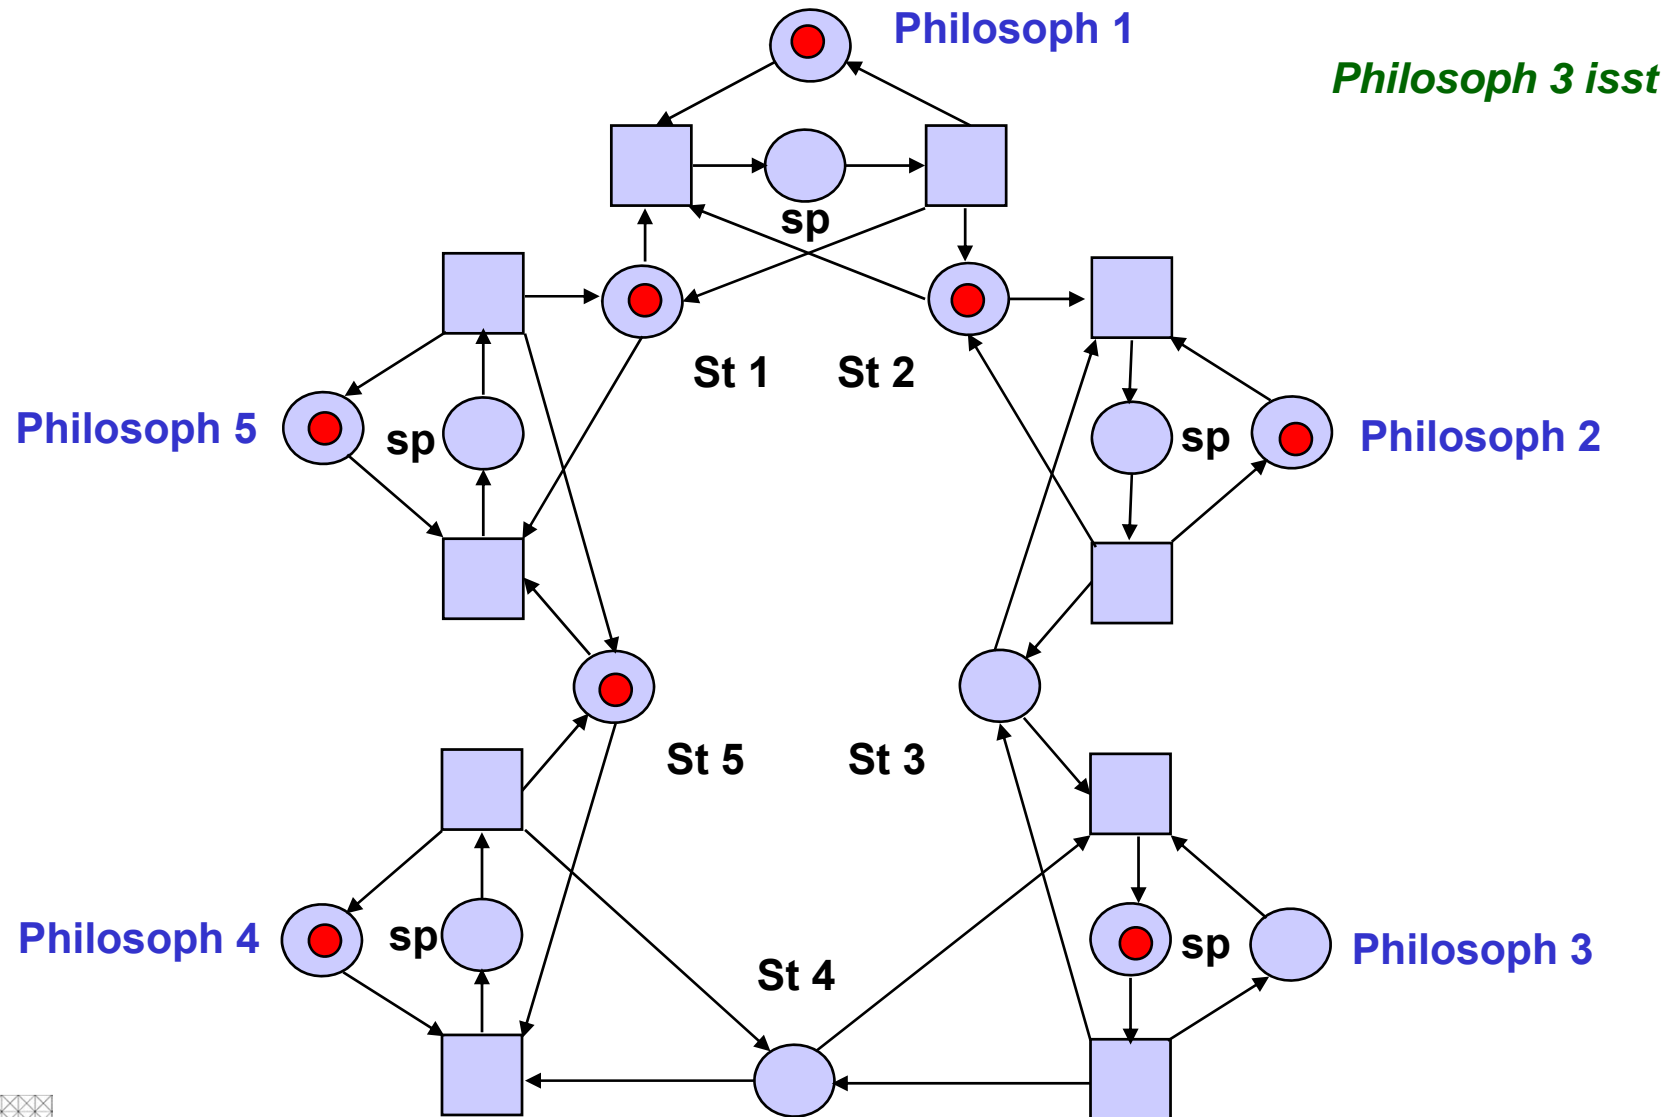 Philosoph 1
Philosoph 3 isst
sp
St 1
St 2
Philosoph 5
sp
sp
Philosoph 2
St 5
St 3
Philosoph 4
sp
St 4
sp
Philosoph 3